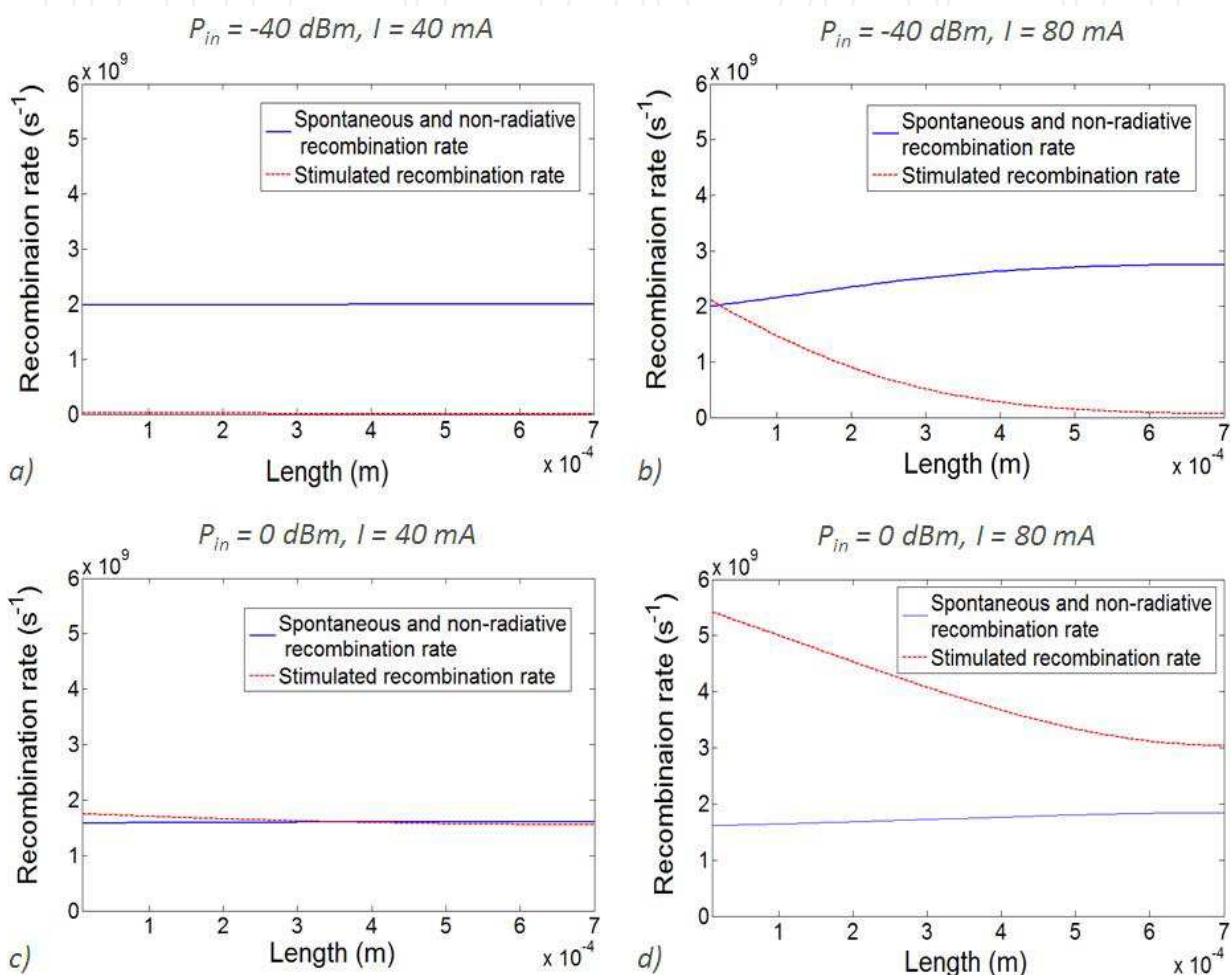 P_in = -40 dBm, I = 40 mA
x 10^9
Recombinaion rate (s^-1)
6
5
4
3
2
1
0
Spontaneous and non-radiative
recombination rate
Stimulated recombination rate
1 2 3 4 5 6 7
Length (m)
x 10^-4
a)
P_in = -40 dBm, I = 80 mA
x 10^9
Recombinaion rate (s^-1)
6
5
4
3
2
1
0
Spontaneous and non-radiative
recombination rate
Stimulated recombination rate
1 2 3 4 5 6 7
Length (m)
x 10^-4
b)
P_in = 0 dBm, I = 40 mA
x 10^9
Recombinaion rate (s^-1)
6
5
4
3
2
1
0
Spontaneous and non-radiative
recombination rate
Stimulated recombination rate
1 2 3 4 5 6 7
Length (m)
x 10^-4
c)
P_in = 0 dBm, I = 80 mA
x 10^9
Recombinaion rate (s^-1)
6
5
4
3
2
1
0
Spontaneous and non-radiative
recombination rate
Stimulated recombination rate
1 2 3 4 5 6 7
Length (m)
x 10^-4
d)